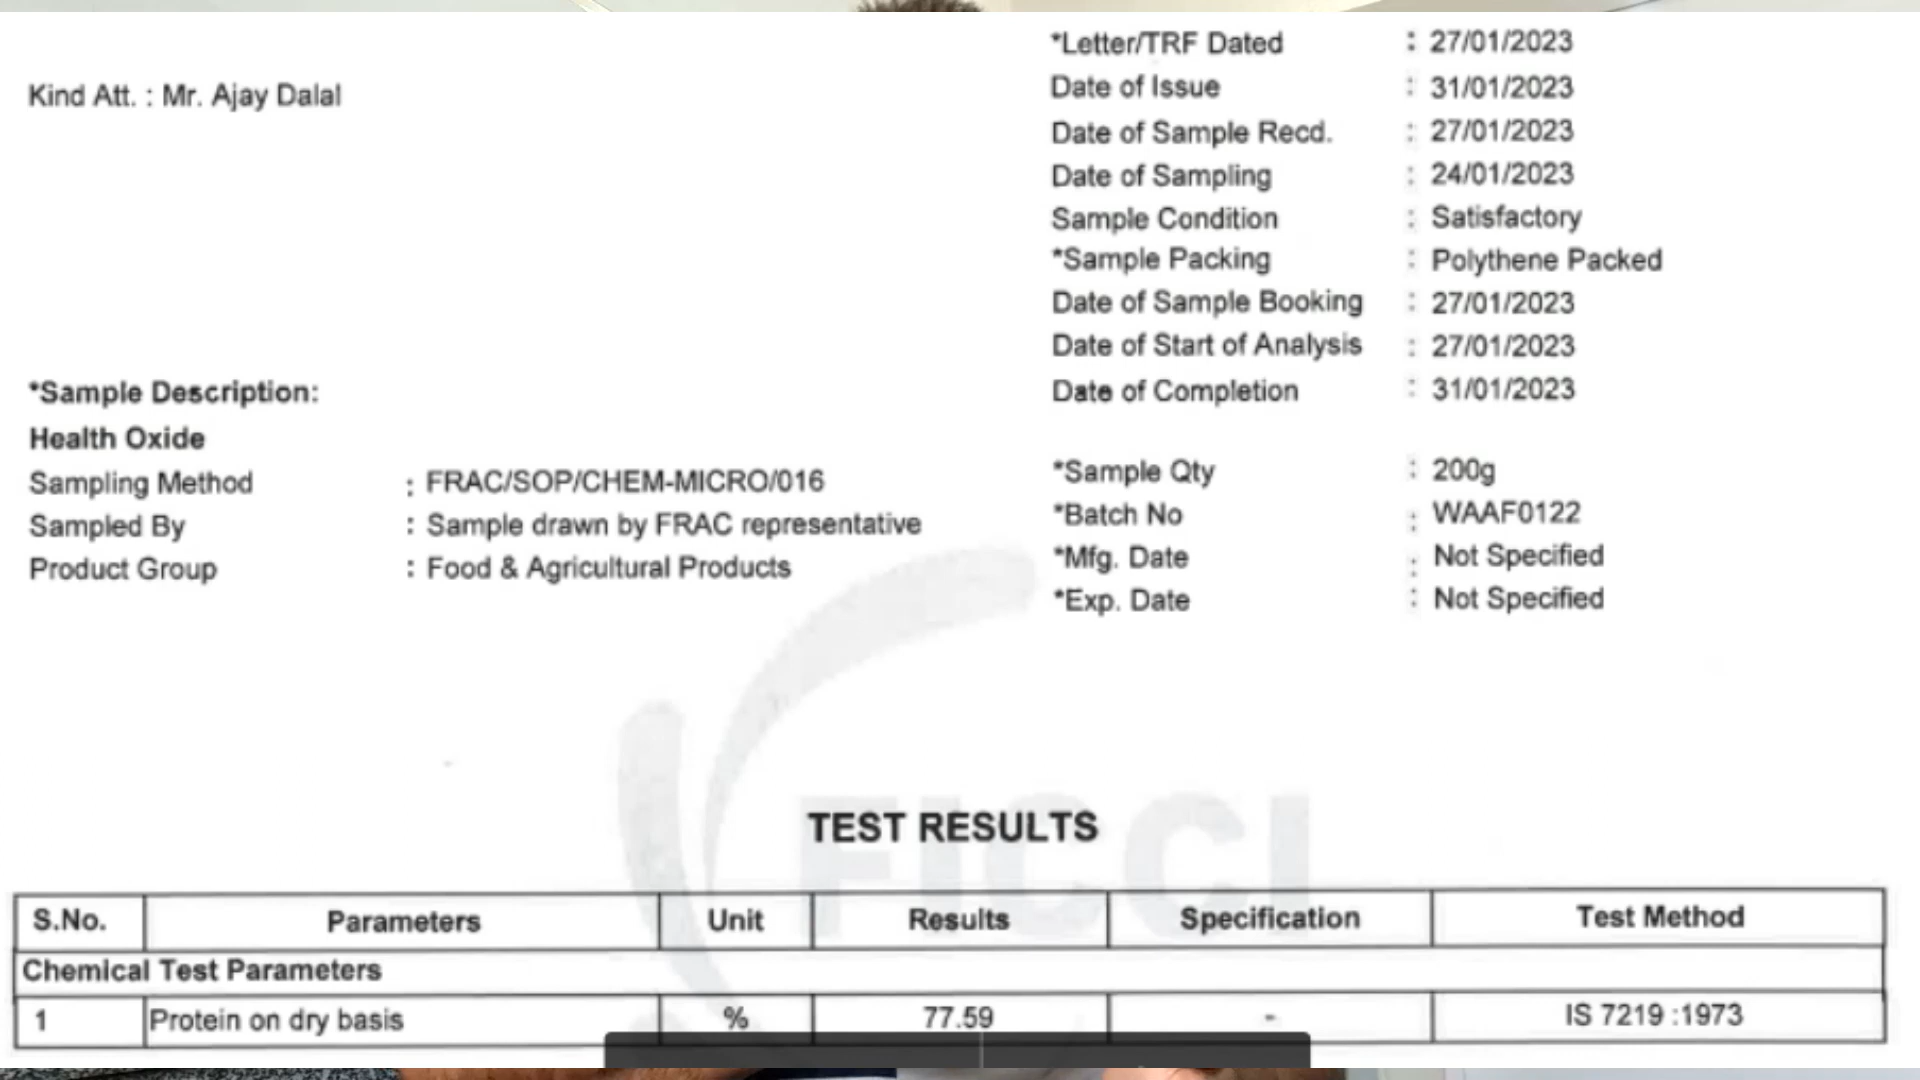 *Letter/TRF Dated : 27/01/2023
Kind Att. : Mr. Ajay Dalal
Date of Issue : 31/01/2023
Date of Sample Recd. : 27/01/2023
Date of Sampling : 24/01/2023
Sample Condition : Satisfactory
*Sample Packing : Polythene Packed
Date of Sample Booking : 27/01/2023
Date of Start of Analysis : 27/01/2023
Date of Completion : 31/01/2023
*Sample Description:
Health Oxide
Sampling Method : FRAC/SOP/CHEM-MICRO/016
Sampled By : Sample drawn by FRAC representative
Product Group : Food & Agricultural Products
*Sample Qty : 200g
*Batch No : WAAF0122
*Mfg. Date : Not Specified
*Exp. Date : Not Specified
FICCI
TEST RESULTS
S.No. Parameters Unit Results Specification Test Method
Chemical Test Parameters
1 Protein on dry basis % 77.59 - IS 7219 :1973